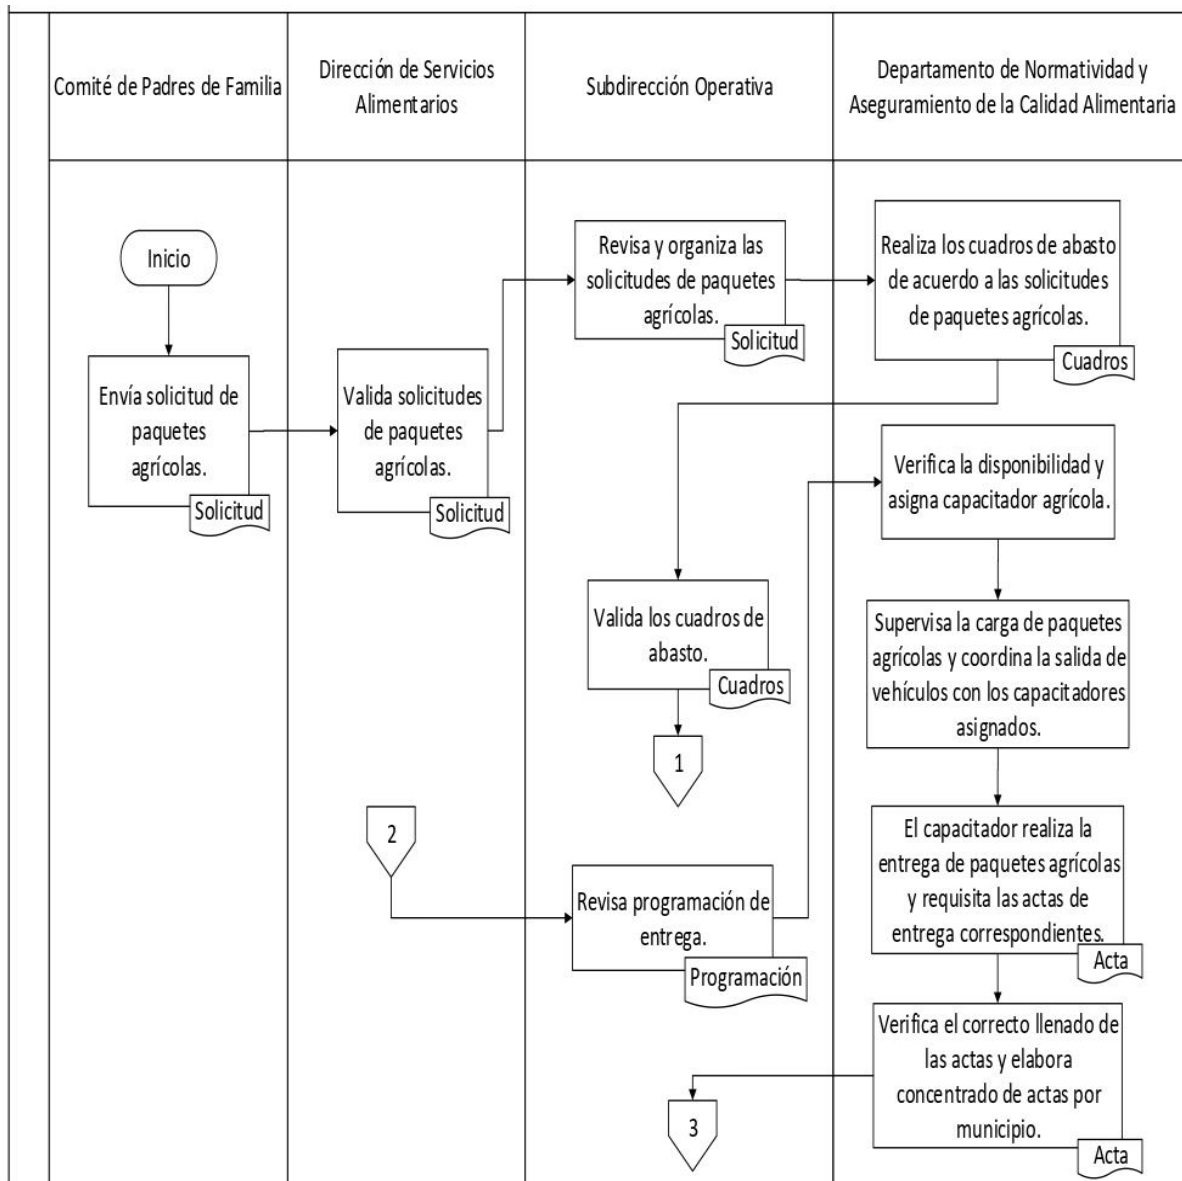 Comité de Padres de Familia
Dirección de Servicios
Alimentarios
Subdirección Operativa
Departamento de Normatividad y
Aseguramiento de la Calidad Alimentaria
Inicio
Envía solicitud de
paquetes
agrícolas.
Solicitud
Valida solicitudes
de paquetes
agrícolas.
Solicitud
Revisa y organiza las
solicitudes de paquetes
agrícolas.
Solicitud
Realiza los cuadros de abasto
de acuerdo a las solicitudes
de paquetes agrícolas.
Cuadros
Valida los cuadros de
abasto.
Cuadros
1
2
Revisa programación de
entrega.
Programación
Verifica la disponibilidad y
asigna capacitador agrícola.
Supervisa la carga de paquetes
agrícolas y coordina la salida de
vehículos con los capacitadores
asignados.
El capacitador realiza la
entrega de paquetes agrícolas
y requisita las actas de
entrega correspondientes.
Acta
Verifica el correcto llenado de
las actas y elabora
concentrado de actas por
municipio.
Acta
3